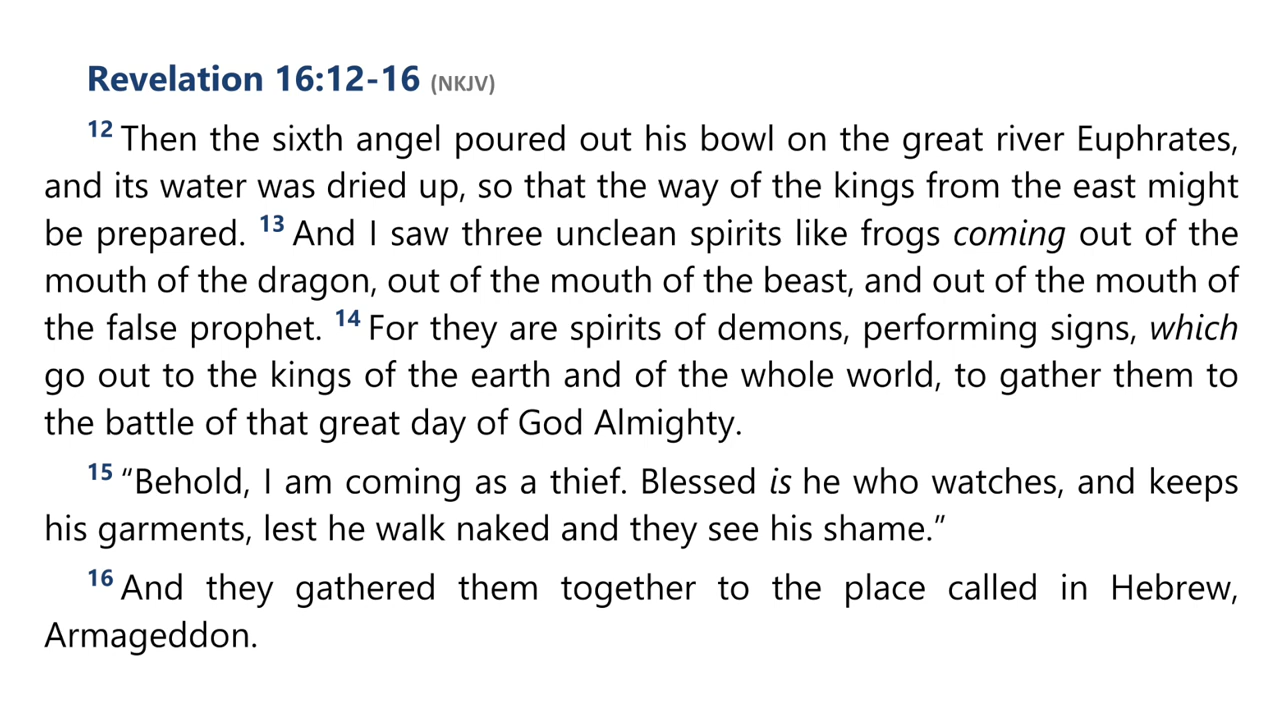 Revelation 16:12-16 (NKJV)
12 Then the sixth angel poured out his bowl on the great river Euphrates,
and its water was dried up, so that the way of the kings from the east might
be prepared. 13 And I saw three unclean spirits like frogs coming out of the
mouth of the dragon, out of the mouth of the beast, and out of the mouth of
the false prophet. 14 For they are spirits of demons, performing signs, which
go out to the kings of the earth and of the whole world, to gather them to
the battle of that great day of God Almighty.
15 “Behold, I am coming as a thief. Blessed is he who watches, and keeps
his garments, lest he walk naked and they see his shame.”
16 And they gathered them together to the place called in Hebrew,
Armageddon.